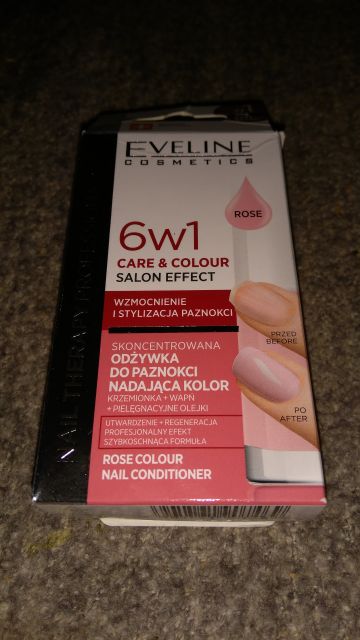 EVELINE
COSMETICS
ROSE
6w1
CARE & COLOUR
SALON EFFECT
WZMOCNIENIE
I STYLIZACJA PAZNOKCI
PRZED
BEFORE
SKONCENTROWANA
ODŻYWKA
DO PAZNOKCI
NADAJĄCA KOLOR
KRZEMIONKA + WAPŃ
+ PIELĘGNACYJNE OLEJKI
PO
AFTER
UTWARDZENIE + REGENERACJA
PROFESJONALNY EFEKT
SZYBKOSCHNĄCA FORMUŁA
ROSE COLOUR
NAIL CONDITIONER
NAIL THERAPY PROFESSIONAL